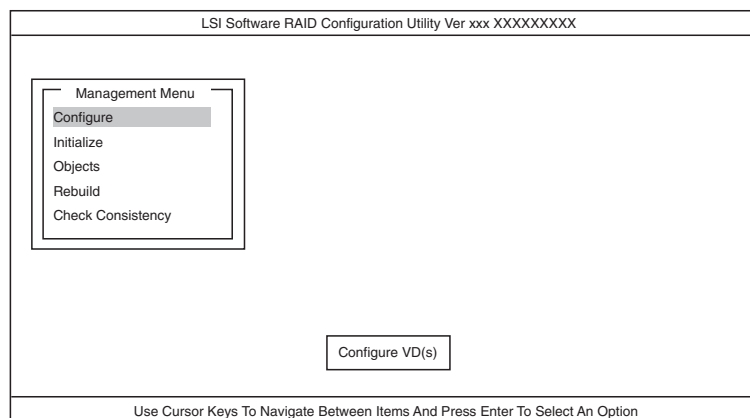 LSI Software RAID Configuration Utility Ver xxx XXXXXXXXX
Management Menu
Configure
Initialize
Objects
Rebuild
Check Consistency
Configure VD(s)
Use Cursor Keys To Navigate Between Items And Press Enter To Select An Option